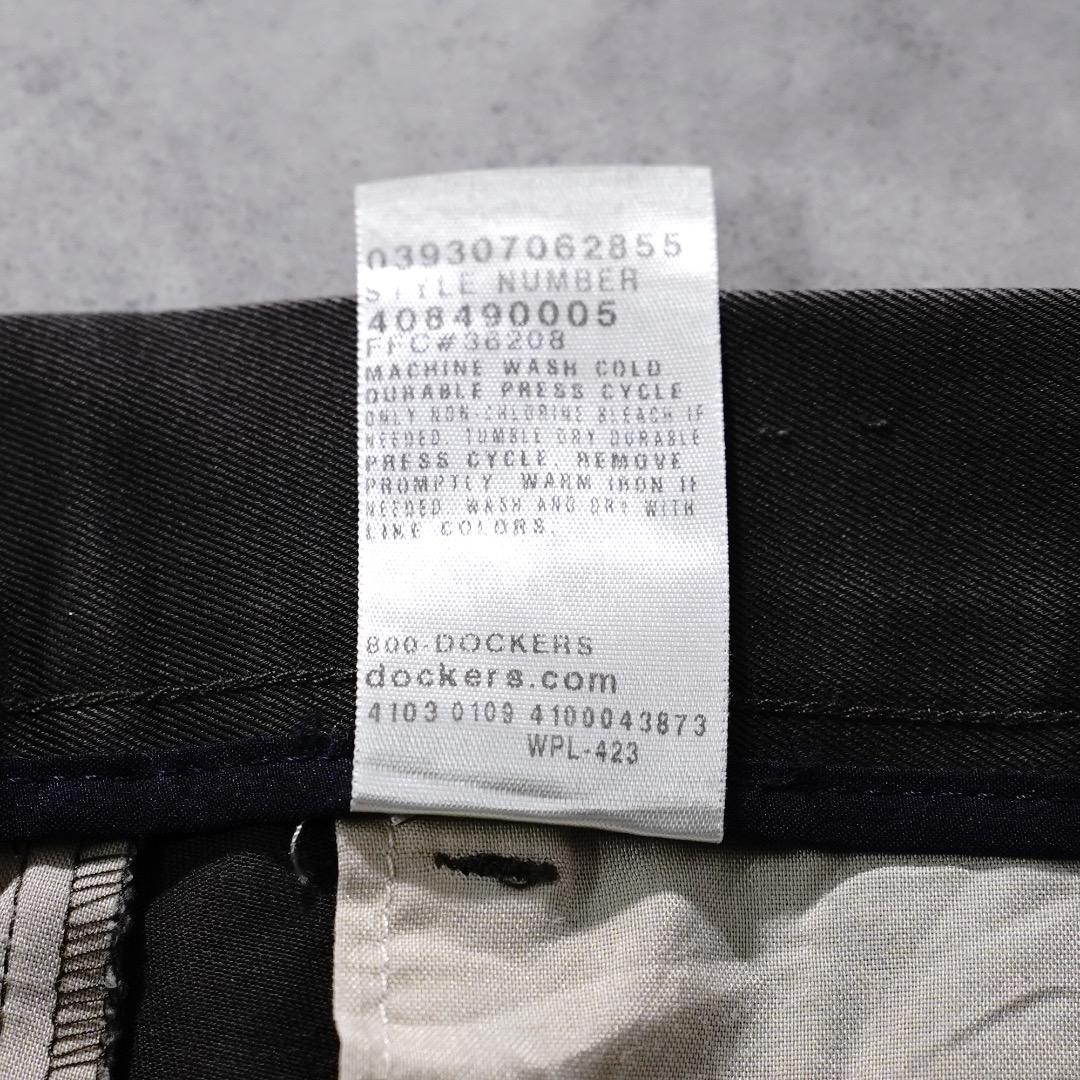 039307062855
STYLE NUMBER
408490005
FFC#36208
MACHINE WASH COLD
DURABLE PRESS CYCLE
ONLY NON-CHLORINE BLEACH IF
NEEDED. TUMBLE DRY DURABLE
PRESS CYCLE. REMOVE
PROMPTLY. WARM IRON IF
NEEDED. WASH AND DRY WITH
LIKE COLORS.
800-DOCKERS
dockers.com
4103 0109 4100043873
WPL-423